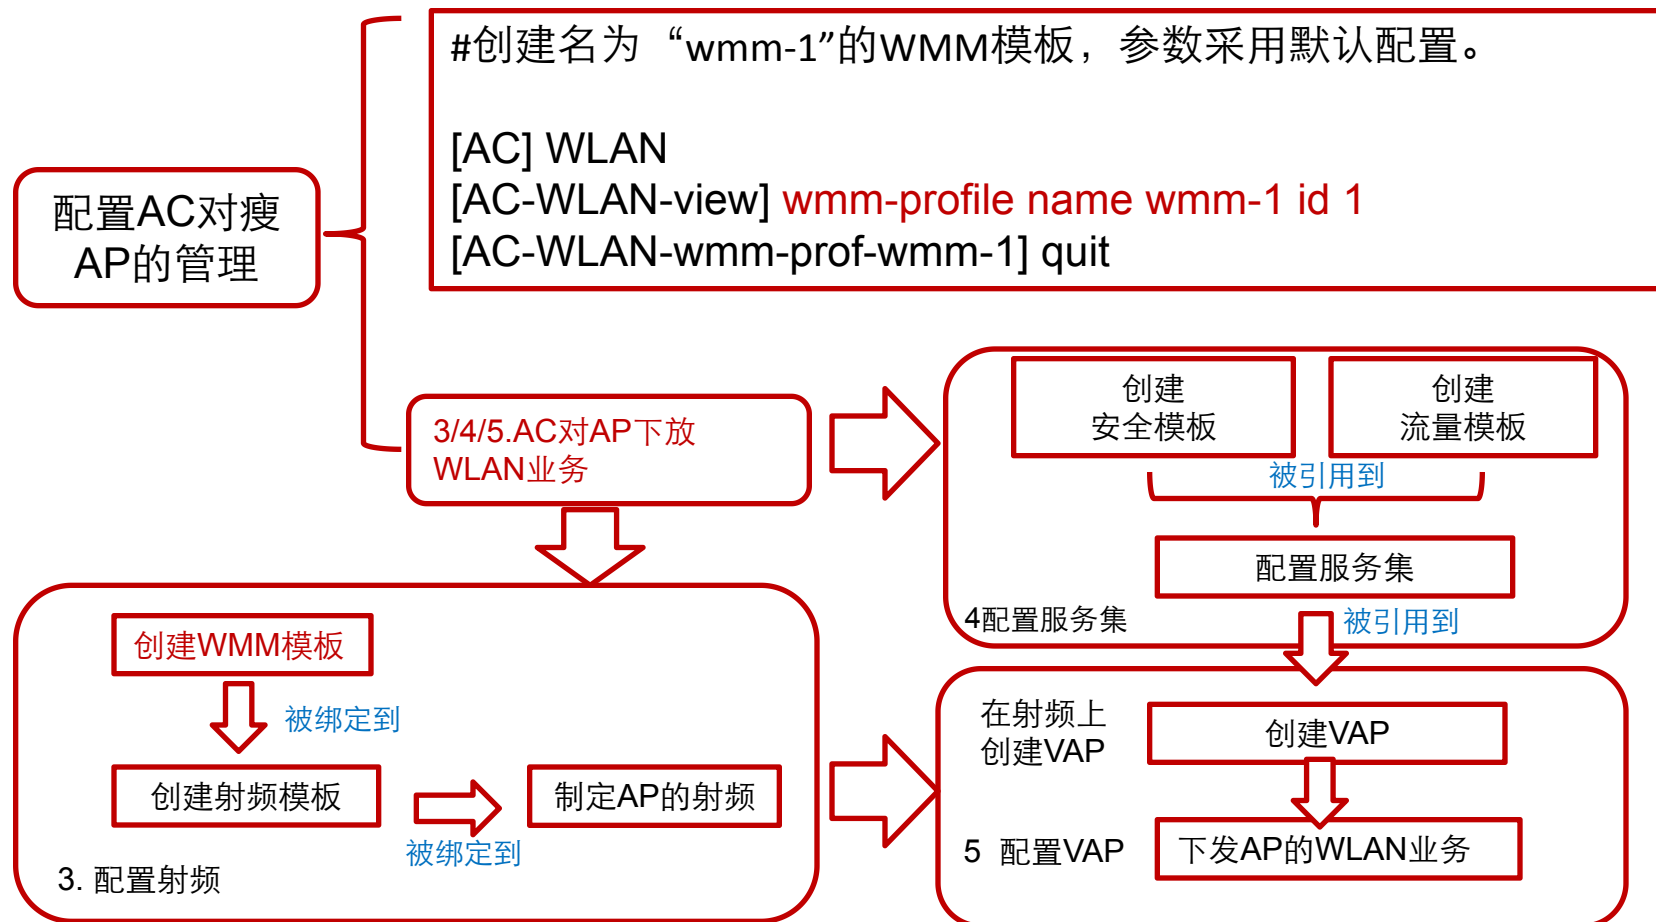 #创建名为“wmm-1”的WMM模板，参数采用默认配置。
[AC] WLAN
[AC-WLAN-view] wmm-profile name wmm-1 id 1
[AC-WLAN-wmm-prof-wmm-1] quit
配置AC对瘦
AP的管理
3/4/5.AC对AP下放
WLAN业务
创建
安全模板
创建
流量模板
被引用到
配置服务集
4配置服务集
被引用到
创建WMM模板
被绑定到
创建射频模板
被绑定到
制定AP的射频
3. 配置射频
在射频上
创建VAP
创建VAP
5 配置VAP
下发AP的WLAN业务